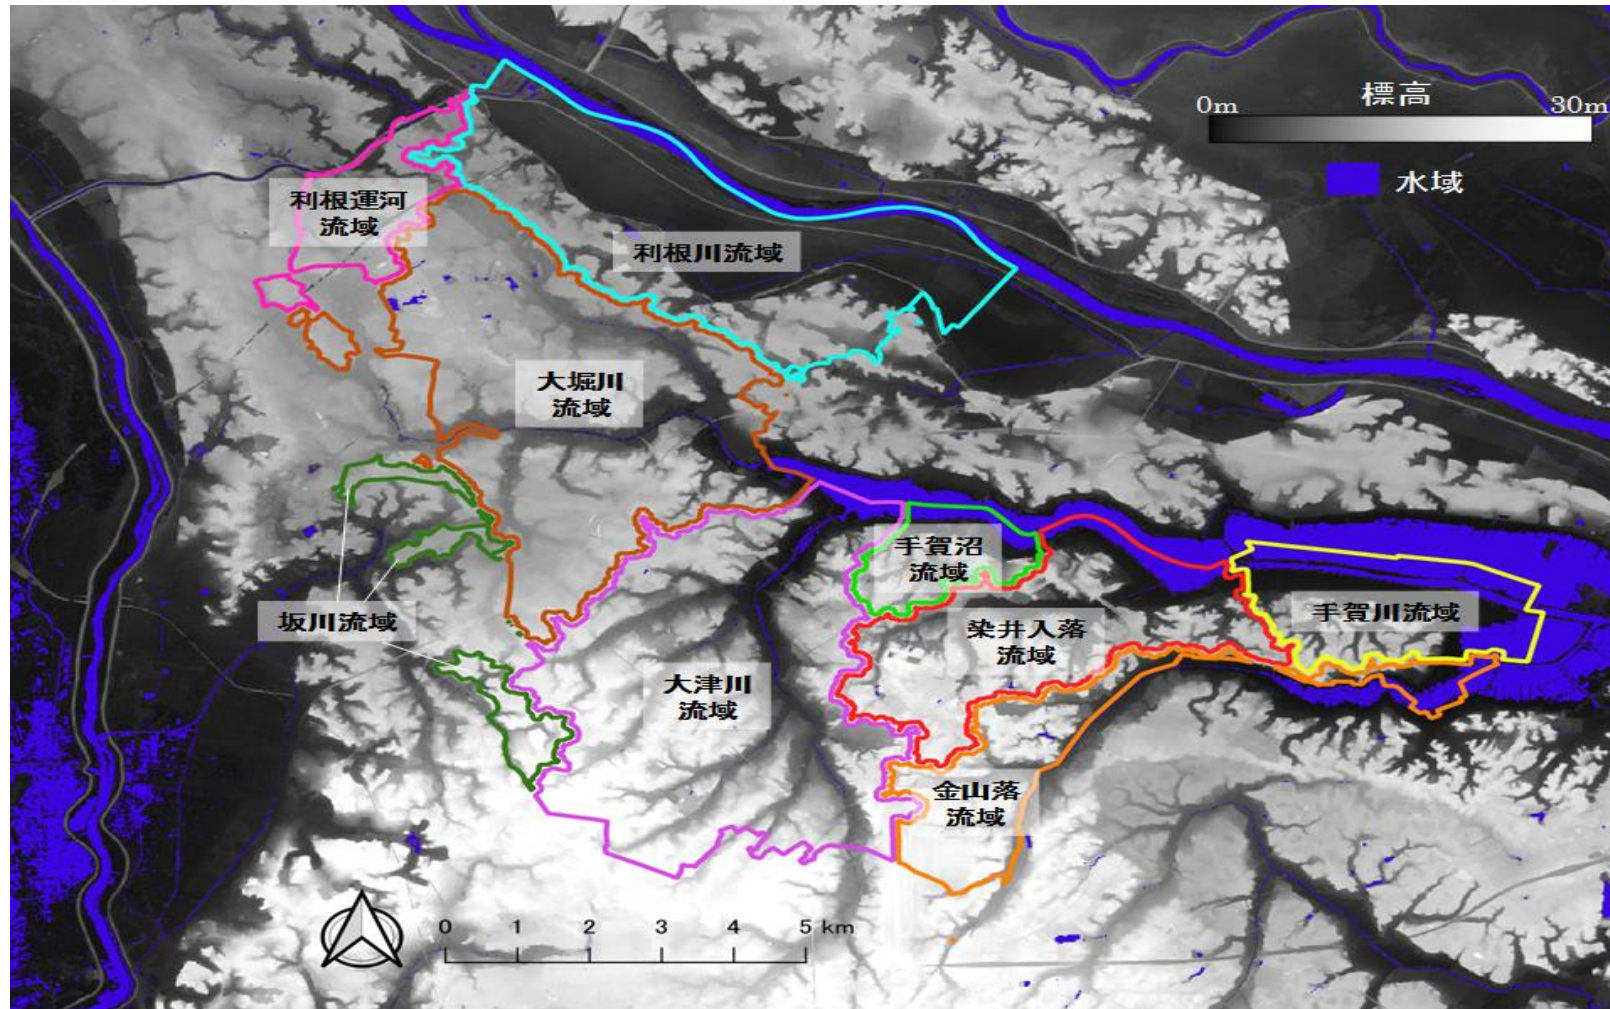 標高
0m 30m
水域
利根運河
流域
利根川流域
大堀川
流域
手賀沼
流域
手賀川流域
坂川流域
染井入落
流域
大津川
流域
金山落
流域
0 1 2 3 4 5 km